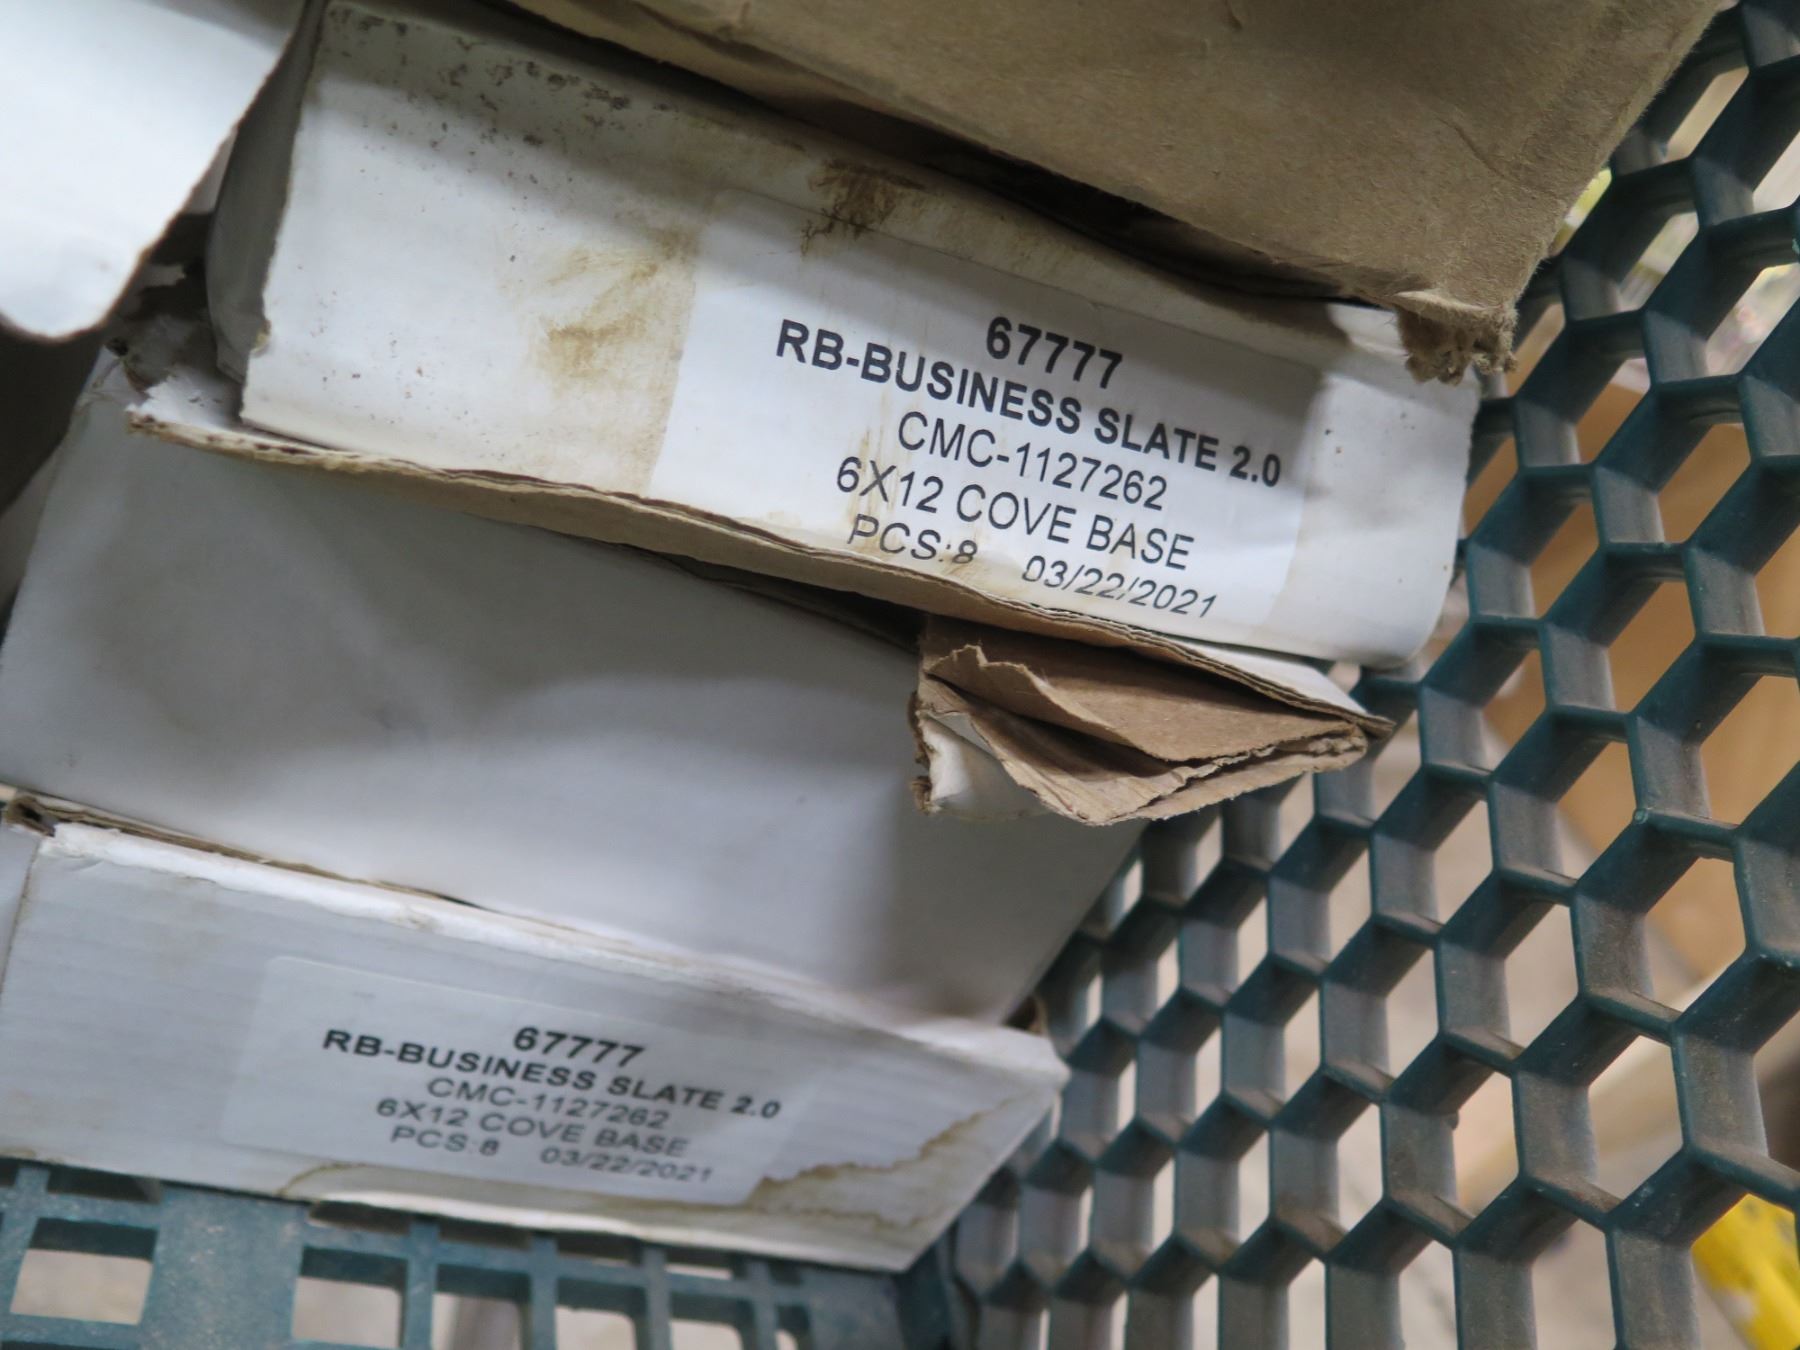 67777
RB-BUSINESS SLATE 2.0
CMC-1127262
6X12 COVE BASE
PCS:8 03/22/2021
67777
RB-BUSINESS SLATE 2.0
CMC-1127262
6X12 COVE BASE
PCS:8 03/22/2021